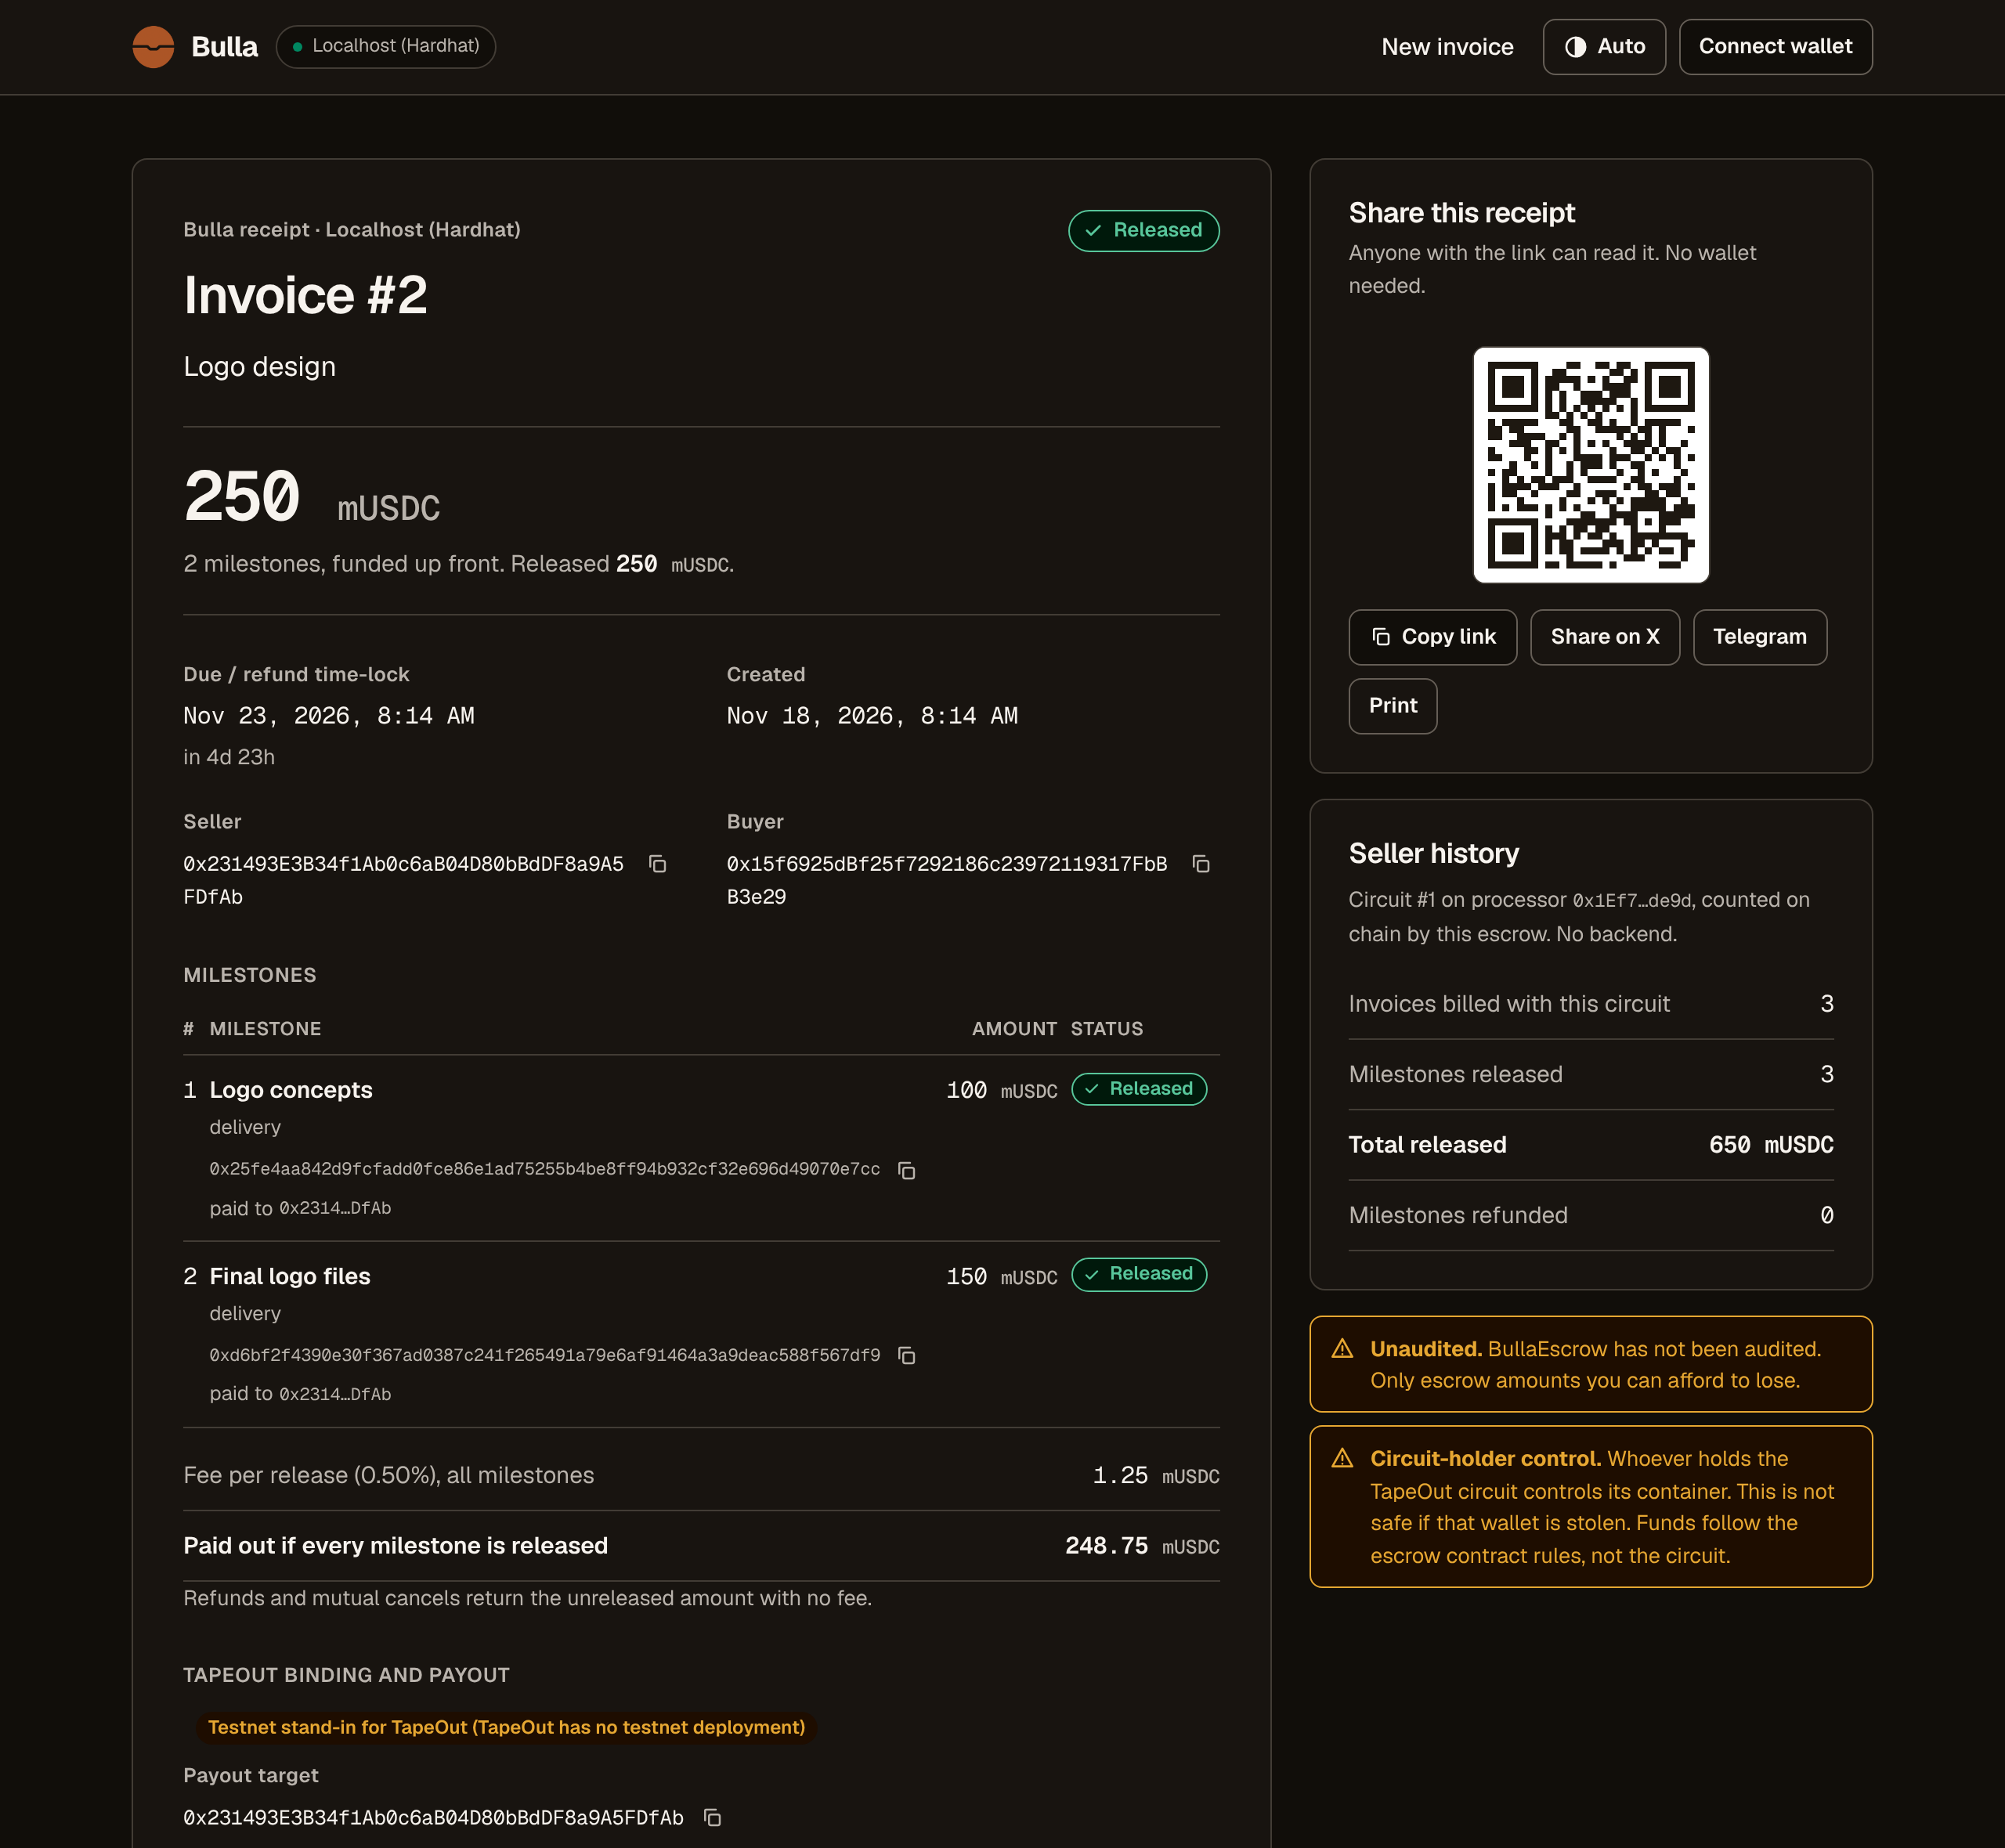 Bulla
Localhost (Hardhat)
New invoice
Auto
Connect wallet
Bulla receipt · Localhost (Hardhat)
Released
Invoice #2
Logo design
250 mUSDC
2 milestones, funded up front. Released 250 mUSDC.
Due / refund time-lock
Nov 23, 2026, 8:14 AM
in 4d 23h
Created
Nov 18, 2026, 8:14 AM
Seller
0x231493E3B34f1Ab0c6aB04D80bBdDF8a9A5
FDfAb
Buyer
0x15f6925dBf25f7292186c23972119317FbB
B3e29
MILESTONES
# MILESTONE AMOUNT STATUS
1 Logo concepts 100 mUSDC Released
delivery
0x25fe4aa842d9fcfadd0fce86e1ad75255b4be8ff94b932cf32e696d49070e7cc
paid to 0x2314…DfAb
2 Final logo files 150 mUSDC Released
delivery
0xd6bf2f4390e30f367ad0387c241f265491a79e6af91464a3a9deac588f567df9
paid to 0x2314…DfAb
Fee per release (0.50%), all milestones 1.25 mUSDC
Paid out if every milestone is released 248.75 mUSDC
Refunds and mutual cancels return the unreleased amount with no fee.
TAPEOUT BINDING AND PAYOUT
Testnet stand-in for TapeOut (TapeOut has no testnet deployment)
Payout target
0x231493E3B34f1Ab0c6aB04D80bBdDF8a9A5FDfAb
Share this receipt
Anyone with the link can read it. No wallet
needed.
Copy link
Share on X
Telegram
Print
Seller history
Circuit #1 on processor 0x1Ef7…de9d, counted on
chain by this escrow. No backend.
Invoices billed with this circuit 3
Milestones released 3
Total released 650 mUSDC
Milestones refunded 0
Unaudited. BullaEscrow has not been audited.
Only escrow amounts you can afford to lose.
Circuit-holder control. Whoever holds the
TapeOut circuit controls its container. This is not
safe if that wallet is stolen. Funds follow the
escrow contract rules, not the circuit.